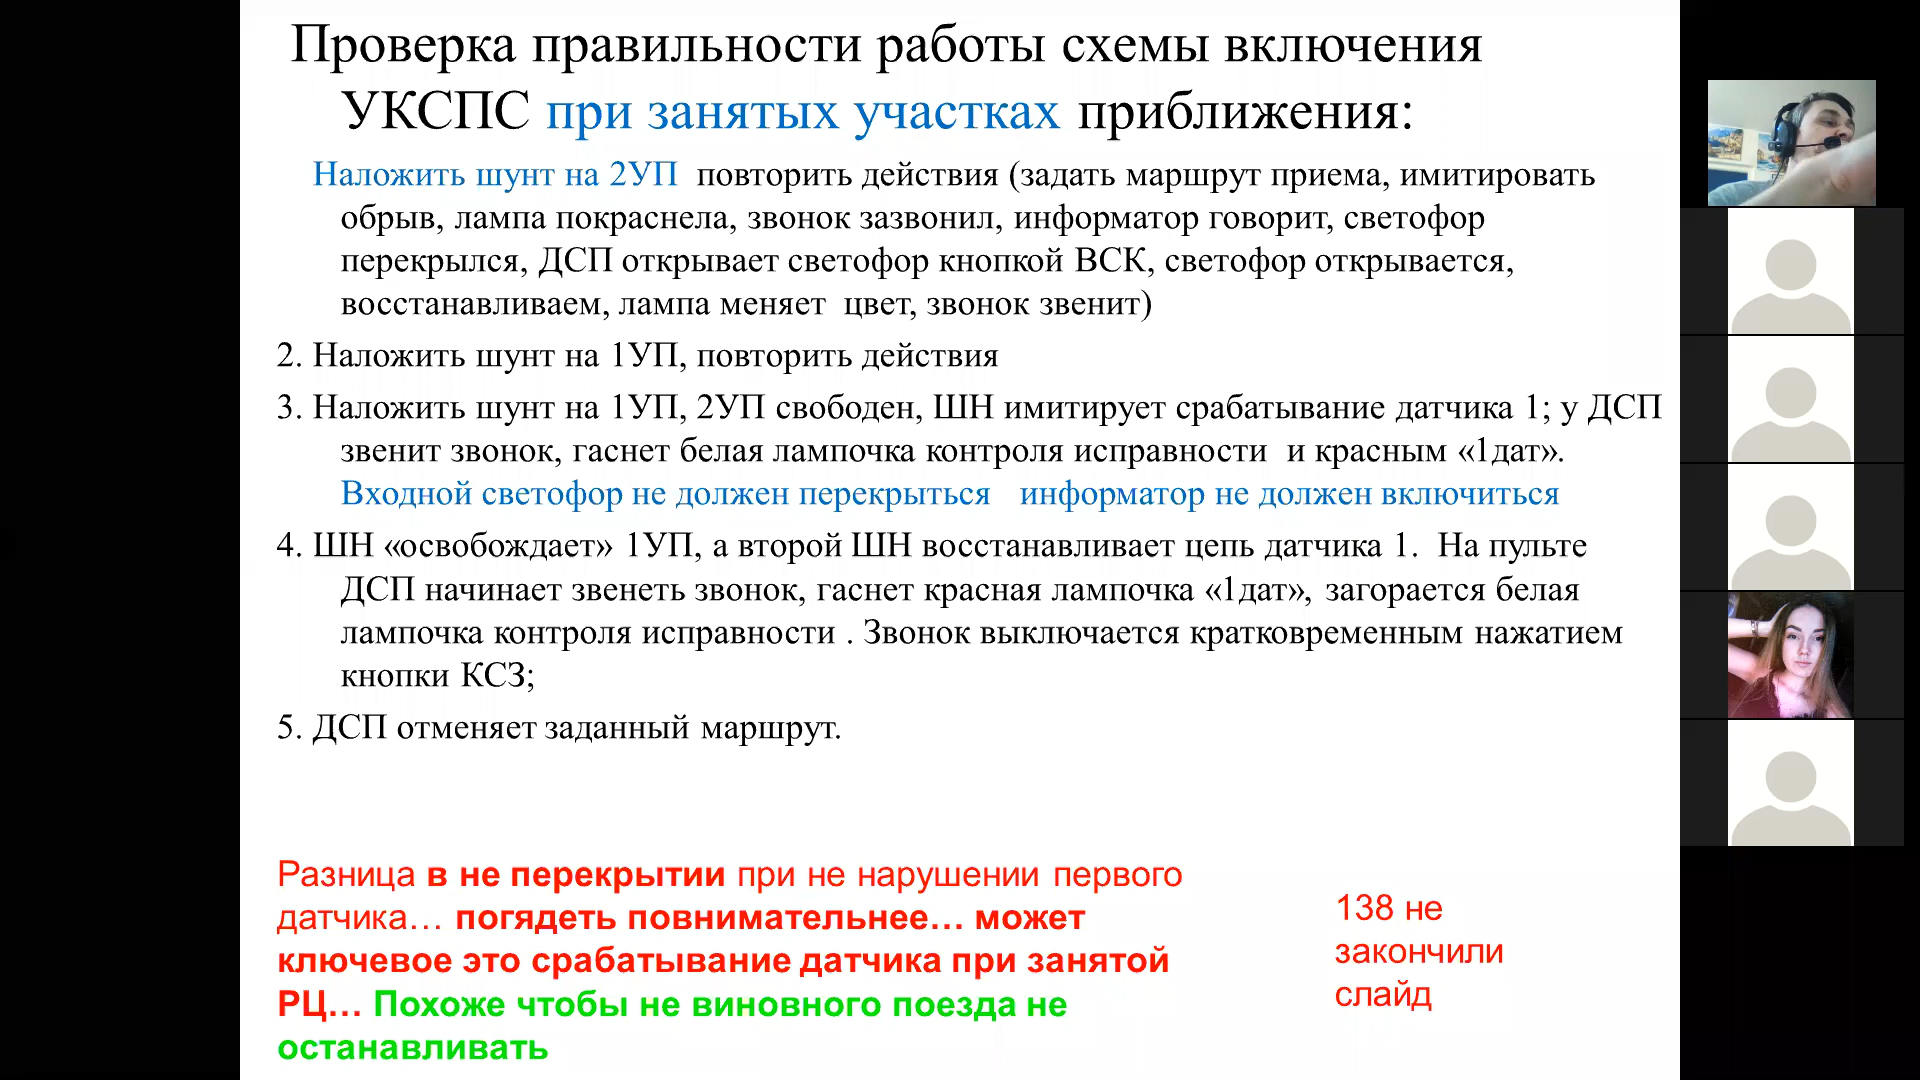 Проверка правильности работы схемы включения
УКСПС при занятых участках приближения:
Наложить шунт на 2УП повторить действия (задать маршрут приема, имитировать
обрыв, лампа покраснела, звонок зазвонил, информатор говорит, светофор
перекрылся, ДСП открывает светофор кнопкой ВСК, светофор открывается,
восстанавливаем, лампа меняет цвет, звонок звенит)
2. Наложить шунт на 1УП, повторить действия
3. Наложить шунт на 1УП, 2УП свободен, ШН имитирует срабатывание датчика 1; у ДСП
звенит звонок, гаснет белая лампочка контроля исправности и красным «1дат».
Входной светофор не должен перекрыться информатор не должен включиться
4. ШН «освобождает» 1УП, а второй ШН восстанавливает цепь датчика 1. На пульте
ДСП начинает звенеть звонок, гаснет красная лампочка «1дат», загорается белая
лампочка контроля исправности . Звонок выключается кратковременным нажатием
кнопки КСЗ;
5. ДСП отменяет заданный маршрут.
Разница в не перекрытии при не нарушении первого
датчика… погядеть повнимательнее… может
ключевое это срабатывание датчика при занятой
РЦ… Похоже чтобы не виновного поезда не
останавливать
138 не
закончили
слайд